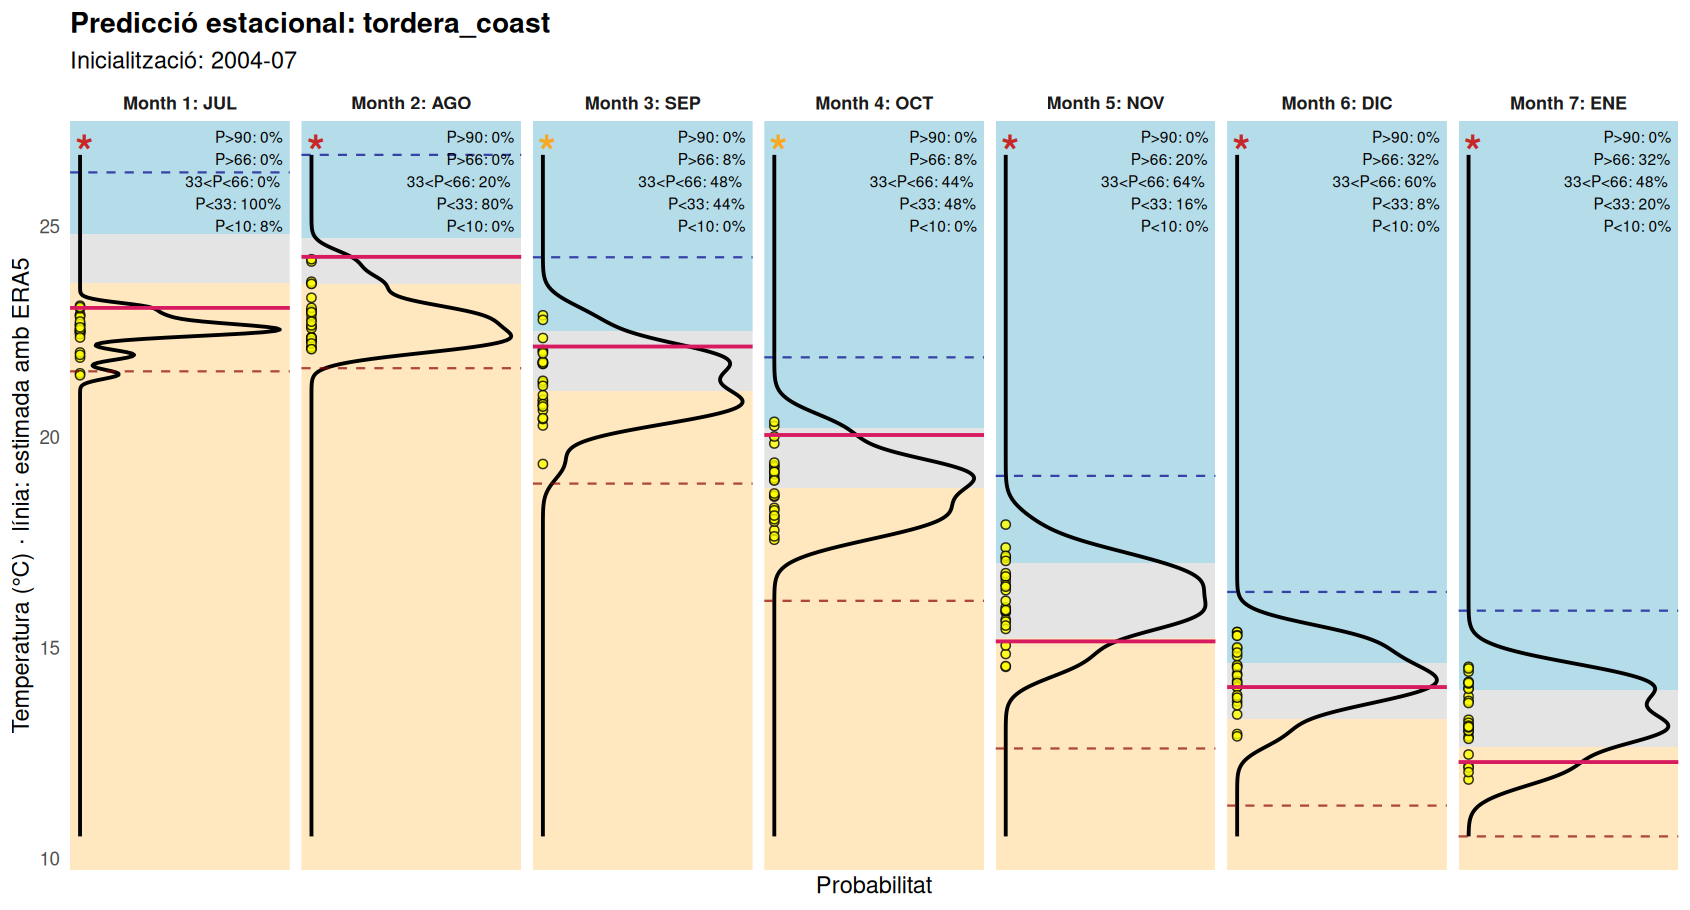 Predicció estacional: tordera_coast
Inicialització: 2004-07
Month 1: JUL
Month 2: AGO
Month 3: SEP
Month 4: OCT
Month 5: NOV
Month 6: DIC
Month 7: ENE
*
P>90: 0%
P>66: 0%
33<P<66: 0%
P<33: 100%
P<10: 8%
*
P>90: 0%
P>66: 0%
33<P<66: 20%
P<33: 80%
P<10: 0%
*
P>90: 0%
P>66: 8%
33<P<66: 48%
P<33: 44%
P<10: 0%
*
P>90: 0%
P>66: 8%
33<P<66: 44%
P<33: 48%
P<10: 0%
*
P>90: 0%
P>66: 20%
33<P<66: 64%
P<33: 16%
P<10: 0%
*
P>90: 0%
P>66: 32%
33<P<66: 60%
P<33: 8%
P<10: 0%
*
P>90: 0%
P>66: 32%
33<P<66: 48%
P<33: 20%
P<10: 0%
25
20
15
10
Temperatura (°C) · línia: estimada amb ERA5
Probabilitat